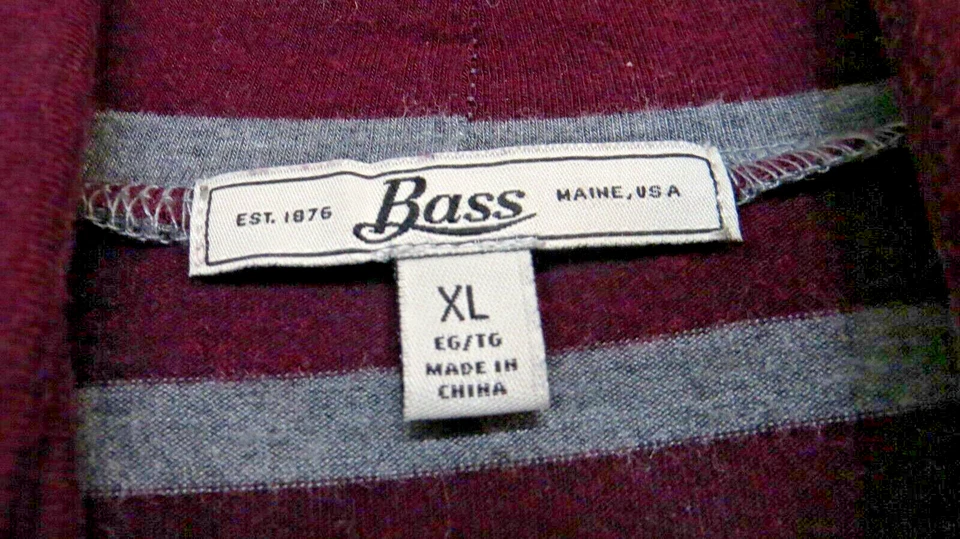 EST. 1876 Bass MAINE, USA
XL
EG/TG
MADE IN
CHINA